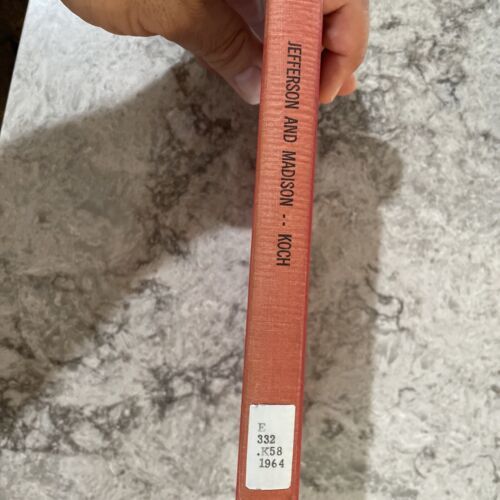 JEFFERSON AND MADISON -- KOCH
E
332
.K58
1964